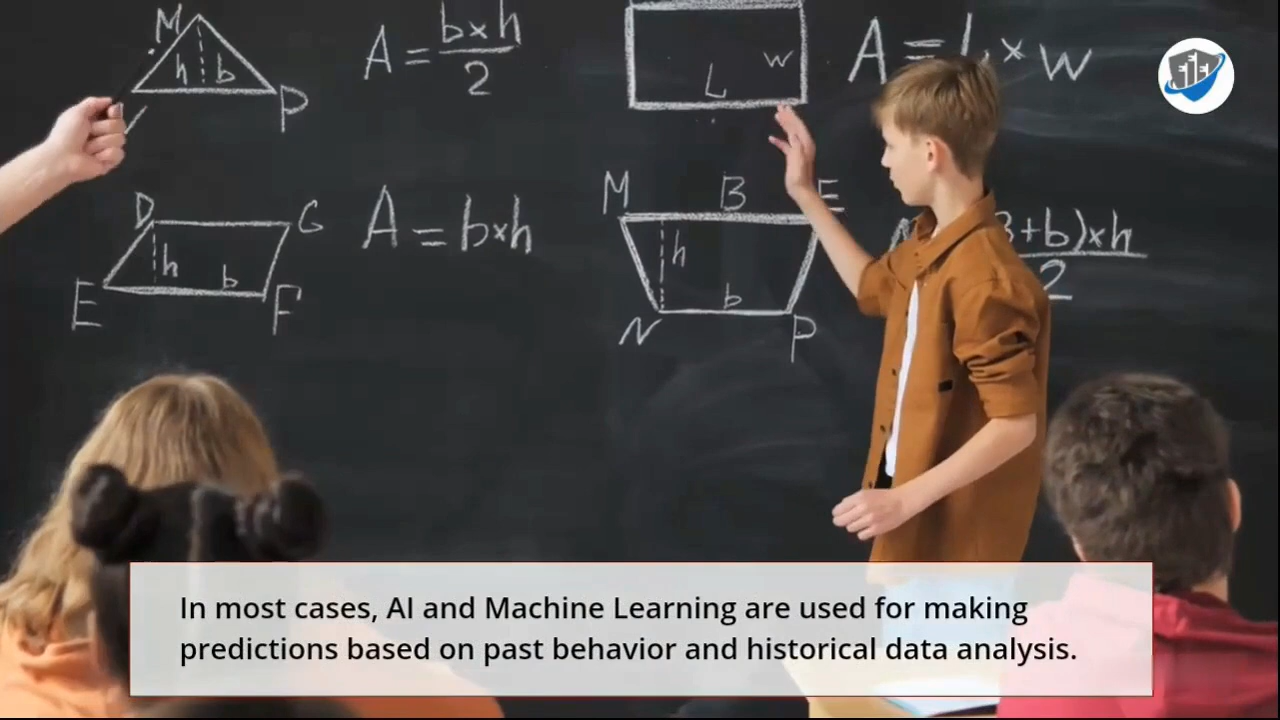 M
h b
P
A = b×h
2
L w
A = L × w
D G
h b
E F
A = b×h
M B E
h
b
N P
B+b)×h
2
In most cases, AI and Machine Learning are used for making
predictions based on past behavior and historical data analysis.